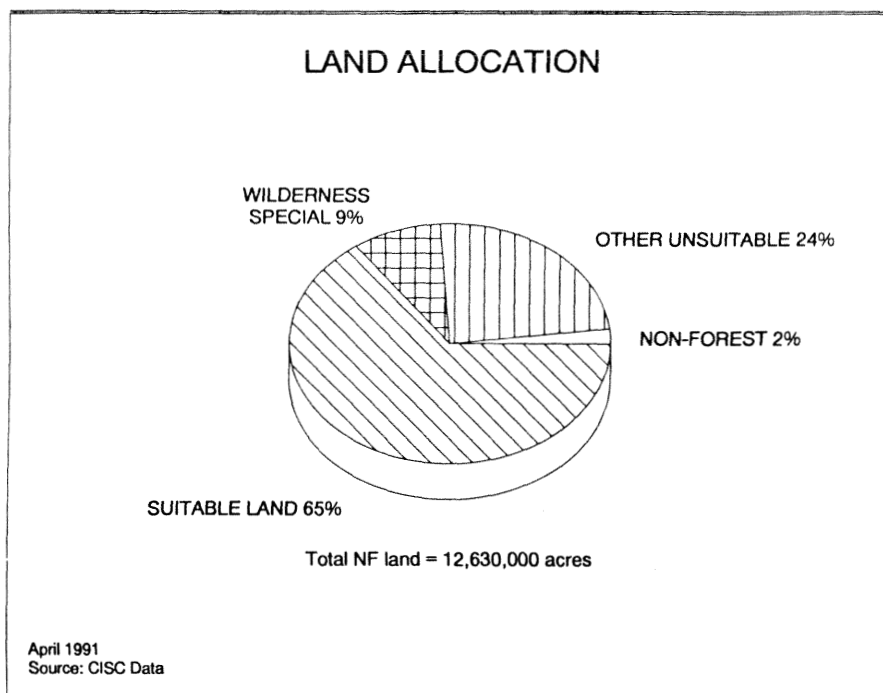 LAND ALLOCATION
WILDERNESS
SPECIAL 9%
OTHER UNSUITABLE 24%
NON-FOREST 2%
SUITABLE LAND 65%
Total NF land = 12,630,000 acres
April 1991
Source: CISC Data